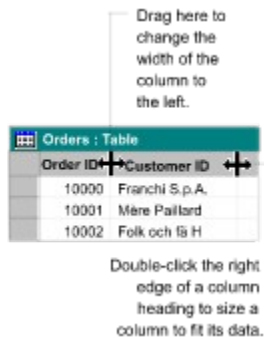 Drag here to
change the
width of the
column to
the left.
Orders : Table
Order ID Customer ID
10000 Franchi S.p.A.
10001 Mère Paillard
10002 Folk och fä H
Double-click the right
edge of a column
heading to size a
column to fit its data.